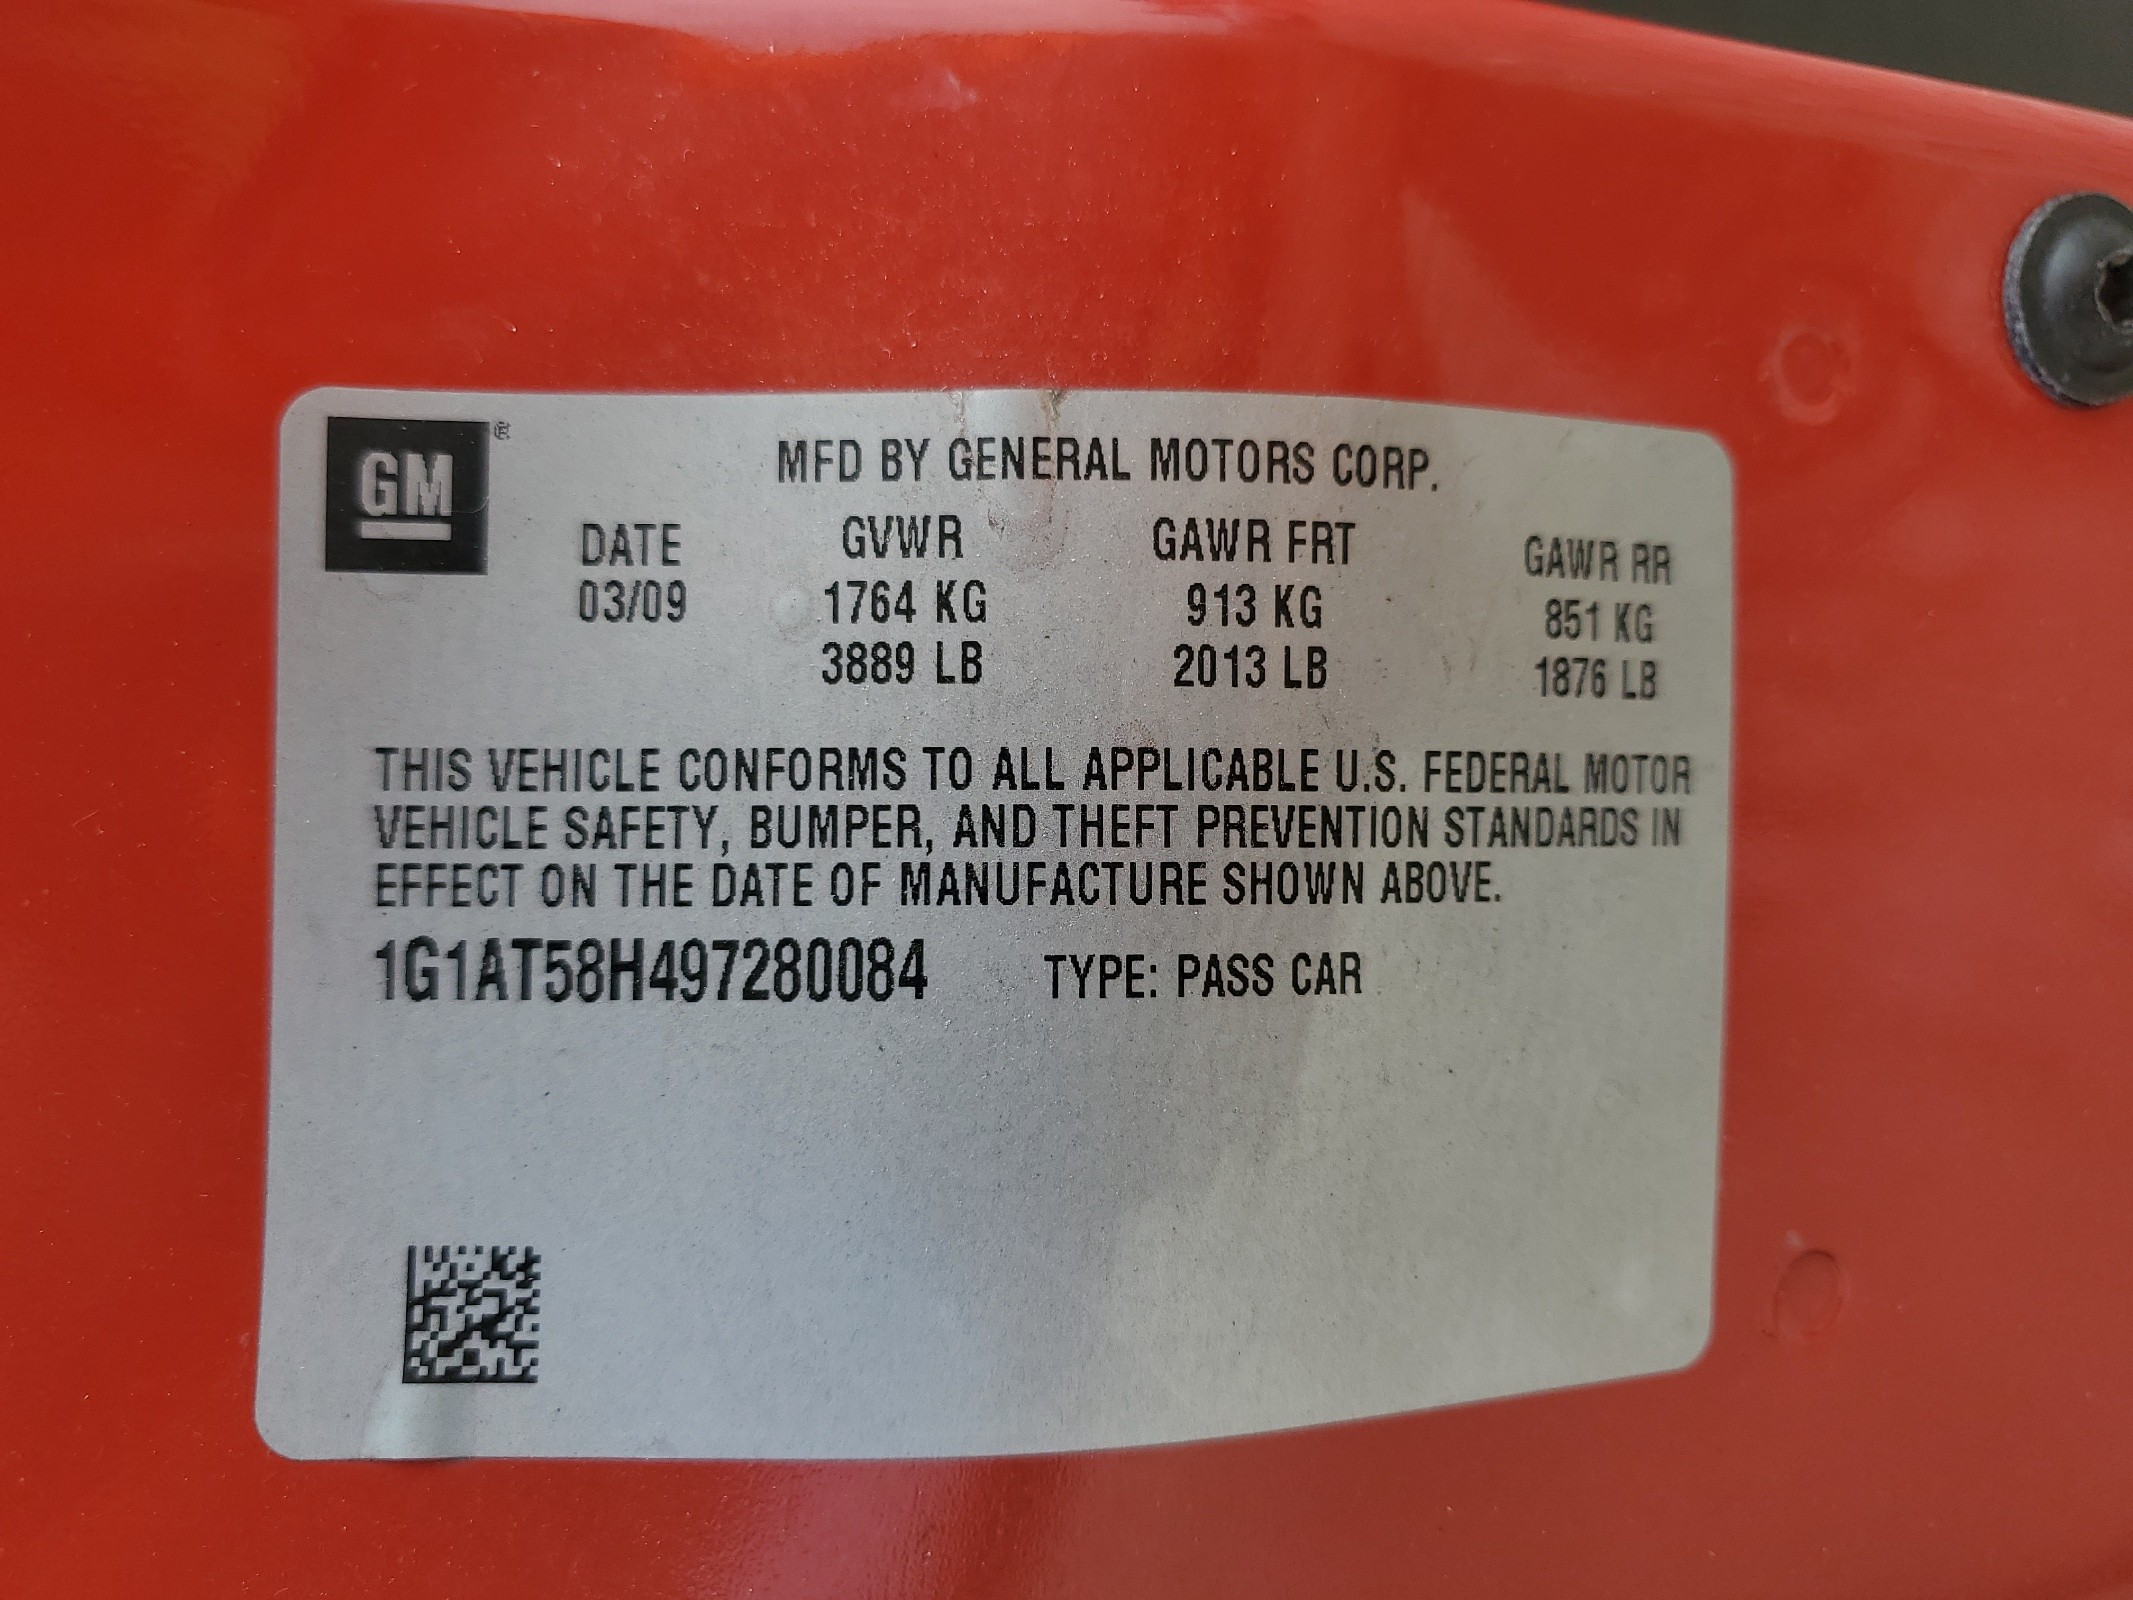 GM ®
MFD BY GENERAL MOTORS CORP.
DATE GVWR GAWR FRT GAWR RR
03/09 1764 KG 913 KG 851 KG
3889 LB 2013 LB 1876 LB
THIS VEHICLE CONFORMS TO ALL APPLICABLE U.S. FEDERAL MOTOR
VEHICLE SAFETY, BUMPER, AND THEFT PREVENTION STANDARDS IN
EFFECT ON THE DATE OF MANUFACTURE SHOWN ABOVE.
1G1AT58H497280084 TYPE: PASS CAR